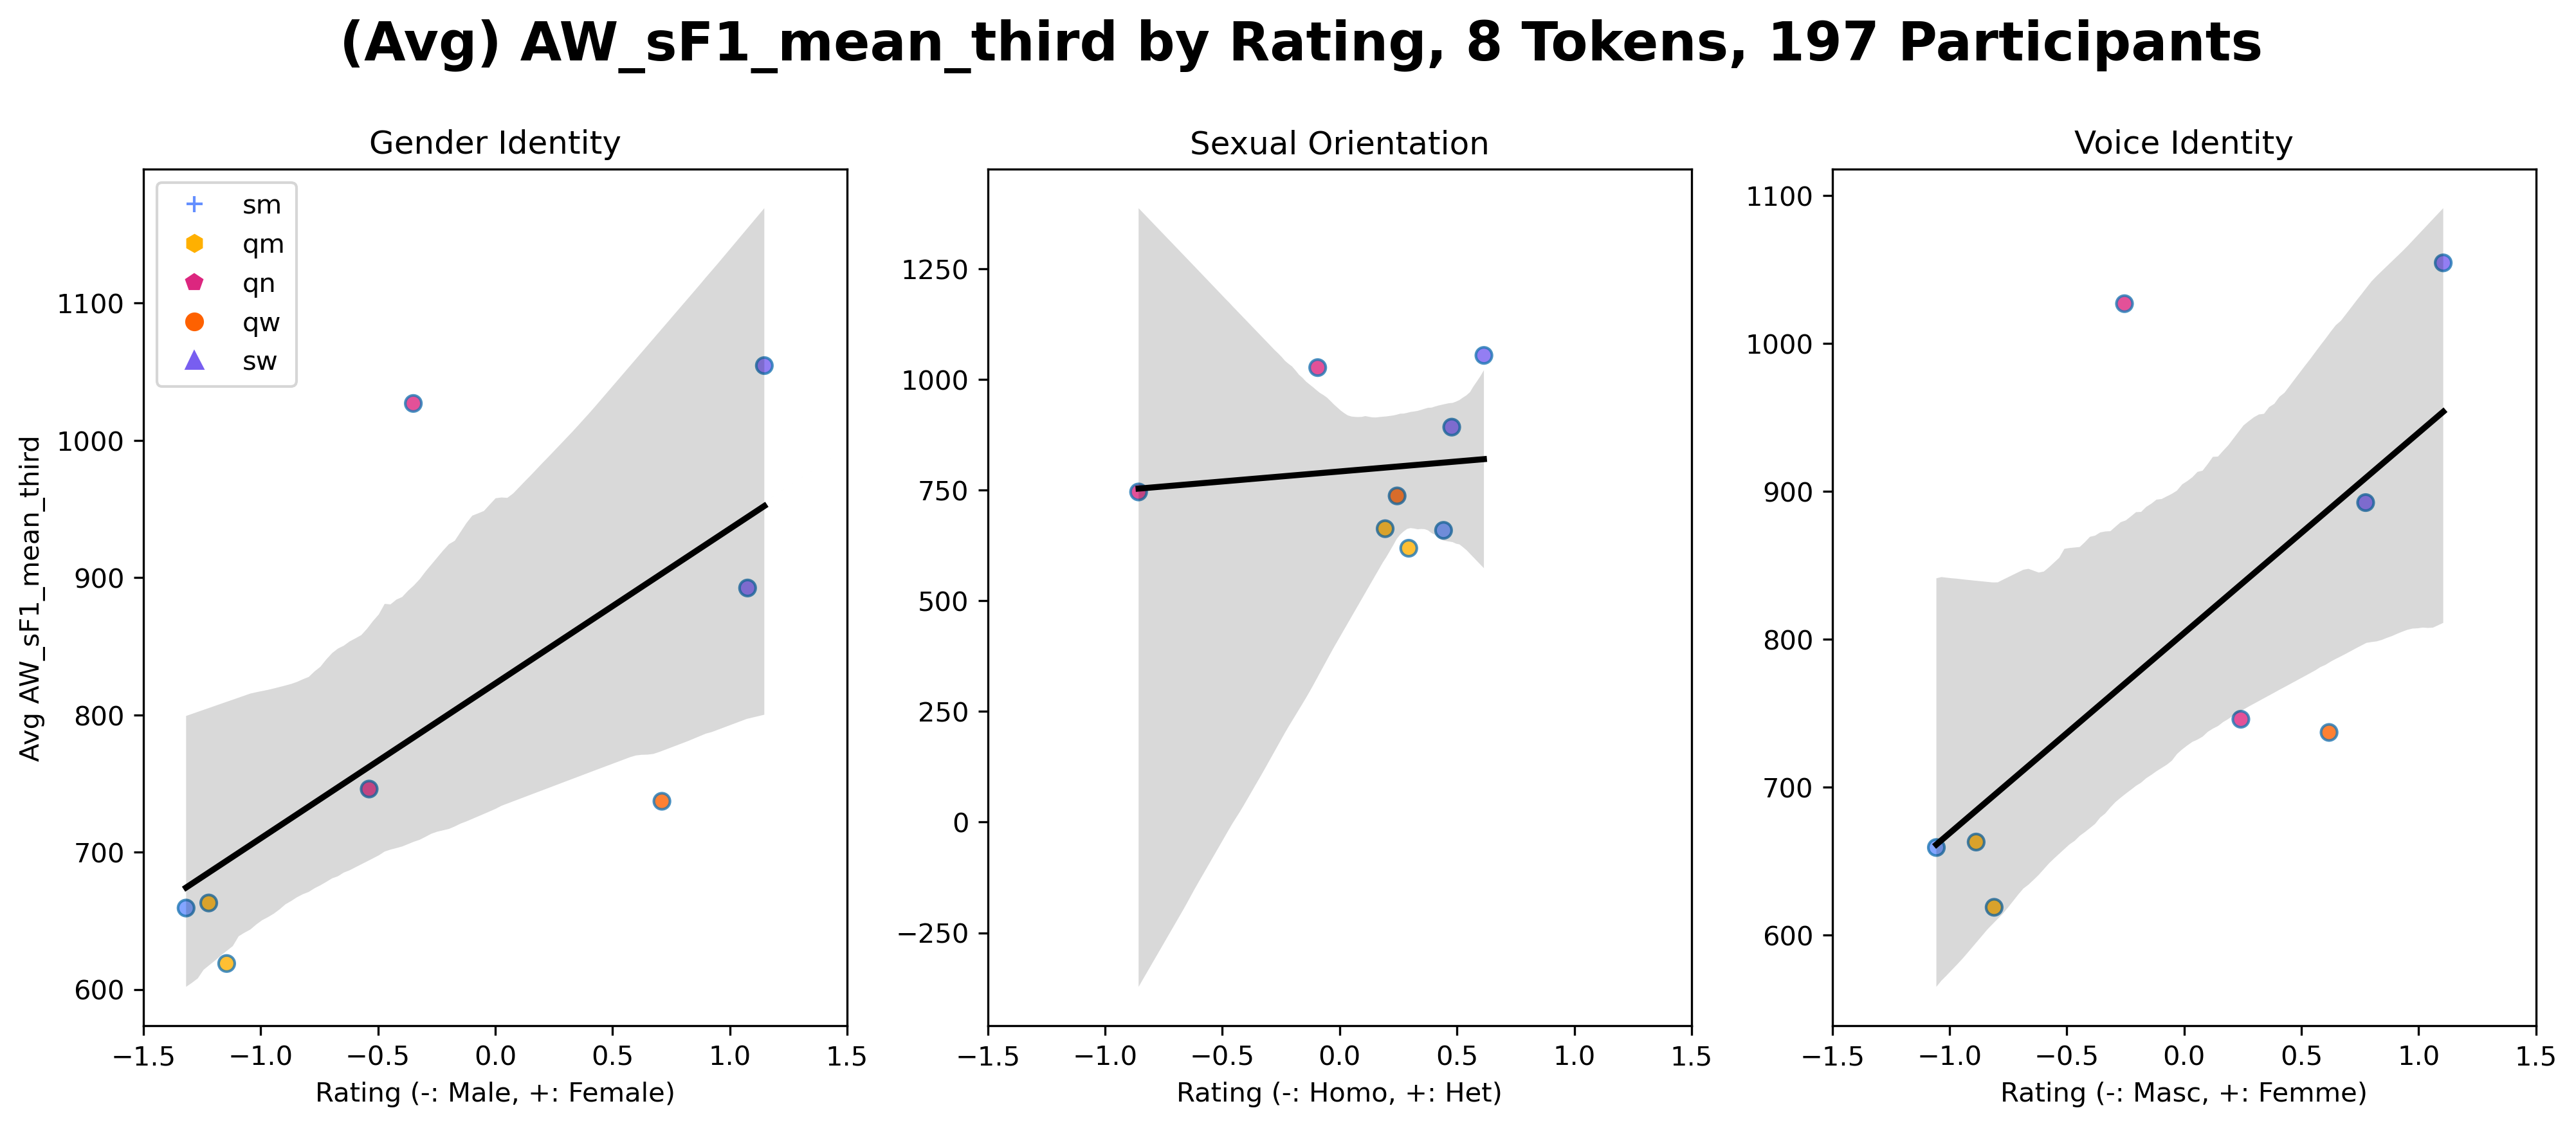 (Avg) AW_sF1_mean_third by Rating, 8 Tokens, 197 Participants
Gender Identity
sm
qm
qn
qw
sw
Avg AW_sF1_mean_third
1100
1000
900
800
700
600
−1.5 −1.0 −0.5 0.0 0.5 1.0 1.5
Rating (-: Male, +: Female)
Sexual Orientation
1250
1000
750
500
250
0
−250
−1.5 −1.0 −0.5 0.0 0.5 1.0 1.5
Rating (-: Homo, +: Het)
Voice Identity
1100
1000
900
800
700
600
−1.5 −1.0 −0.5 0.0 0.5 1.0 1.5
Rating (-: Masc, +: Femme)